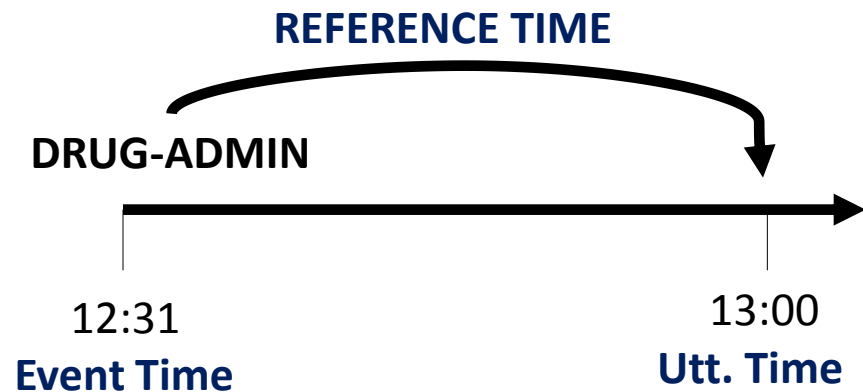 REFERENCE TIME
DRUG-ADMIN
12:31
Event Time
13:00
Utt. Time